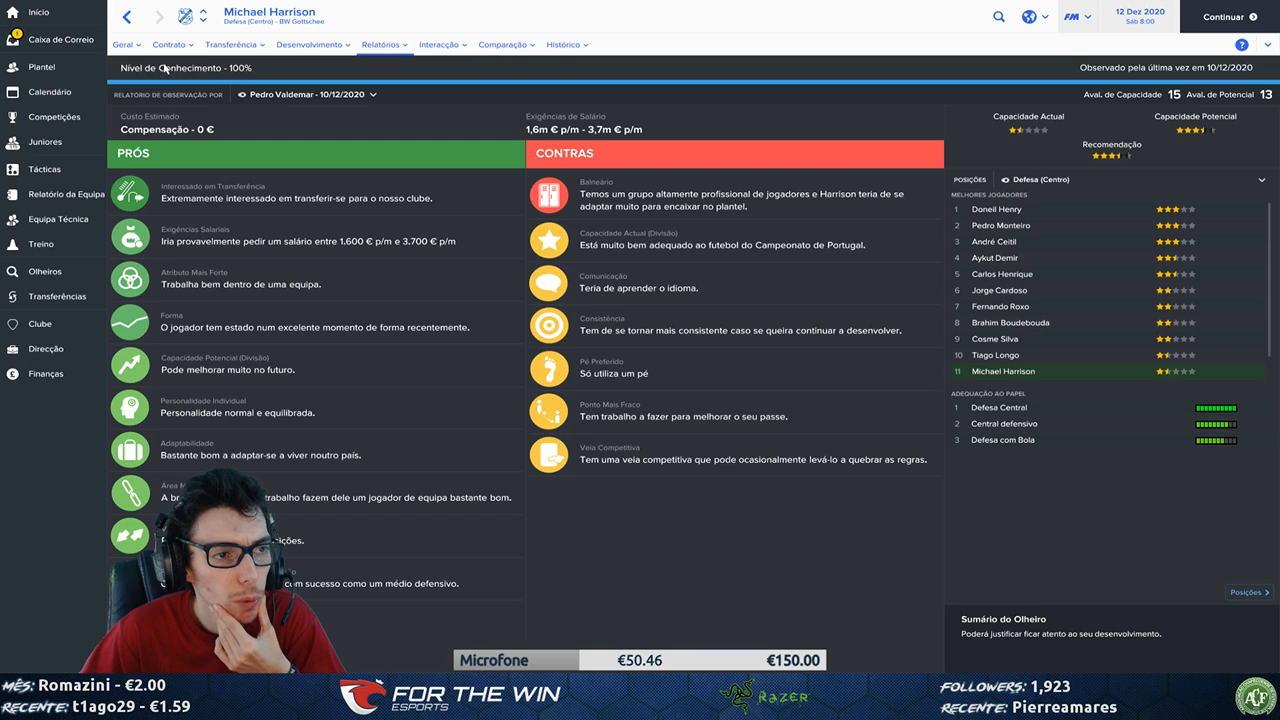 Início
Caixa de Correio
1
Plantel
Calendário
Competições
Juniores
Tácticas
Relatório da Equipa
Equipa Técnica
Treino
Olheiros
Transferências
Clube
Direcção
Finanças
Michael Harrison
Defesa (Centro) - BW Gottschee
FM
12 Dez 2020
Sáb 8:00
Continuar
Geral
Contrato
Transferência
Desenvolvimento
Relatórios
Interacção
Comparação
Histórico
?
Nível de Conhecimento - 100%
Observado pela última vez em 10/12/2020
RELATÓRIO DE OBSERVAÇÃO POR
Pedro Valdemar - 10/12/2020
Aval. de Capacidade 15 Aval. de Potencial 13
Custo Estimado
Compensação - 0 €
Exigências de Salário
1,6m € p/m - 3,7m € p/m
PRÓS
Interessado em Transferência
Extremamente interessado em transferir-se para o nosso clube.
Exigências Salariais
Iria provavelmente pedir um salário entre 1.600 € p/m e 3.700 € p/m
Atributo Mais Forte
Trabalha bem dentro de uma equipa.
Forma
O jogador tem estado num excelente momento de forma recentemente.
Capacidade Potencial (Divisão)
Pode melhorar muito no futuro.
Personalidade Individual
Personalidade normal e equilibrada.
Adaptabilidade
Bastante bom a adaptar-se a viver noutro país.
Área
A trabalho fazem dele um jogador de equipa bastante bom.
com sucesso como um médio defensivo.
CONTRAS
Balneário
Temos um grupo altamente profissional de jogadores e Harrison teria de se
adaptar muito para encaixar no plantel.
Capacidade Actual (Divisão)
Está muito bem adequado ao futebol do Campeonato de Portugal.
Comunicação
Teria de aprender o idioma.
Consistência
Tem de se tornar mais consistente caso se queira continuar a desenvolver.
Pé Preferido
Só utiliza um pé
Ponto Mais Fraco
Tem trabalho a fazer para melhorar o seu passe.
Veia Competitiva
Tem uma veia competitiva que pode ocasionalmente levá-lo a quebrar as regras.
Capacidade Actual
Capacidade Potencial
Recomendação
POSIÇÕES
Defesa (Centro)
MELHORES JOGADORES
1 Doneil Henry
2 Pedro Monteiro
3 André Ceitil
4 Aykut Demir
5 Carlos Henrique
6 Jorge Cardoso
7 Fernando Roxo
8 Brahim Boudebouda
9 Cosme Silva
10 Tiago Longo
11 Michael Harrison
ADEQUAÇÃO AO PAPEL
1 Defesa Central
2 Central defensivo
3 Defesa com Bola
Posições
Sumário do Olheiro
Poderá justificar ficar atento ao seu desenvolvimento.
Microfone €50.46 €150.00
MÊS: Romazini - €2.00
RECENTE: t1ago29 - €1.59
FOR THE WIN
ESPORTS
RAZER
FOLLOWERS: 1,923
RECENTE: Pierreamares
ACF